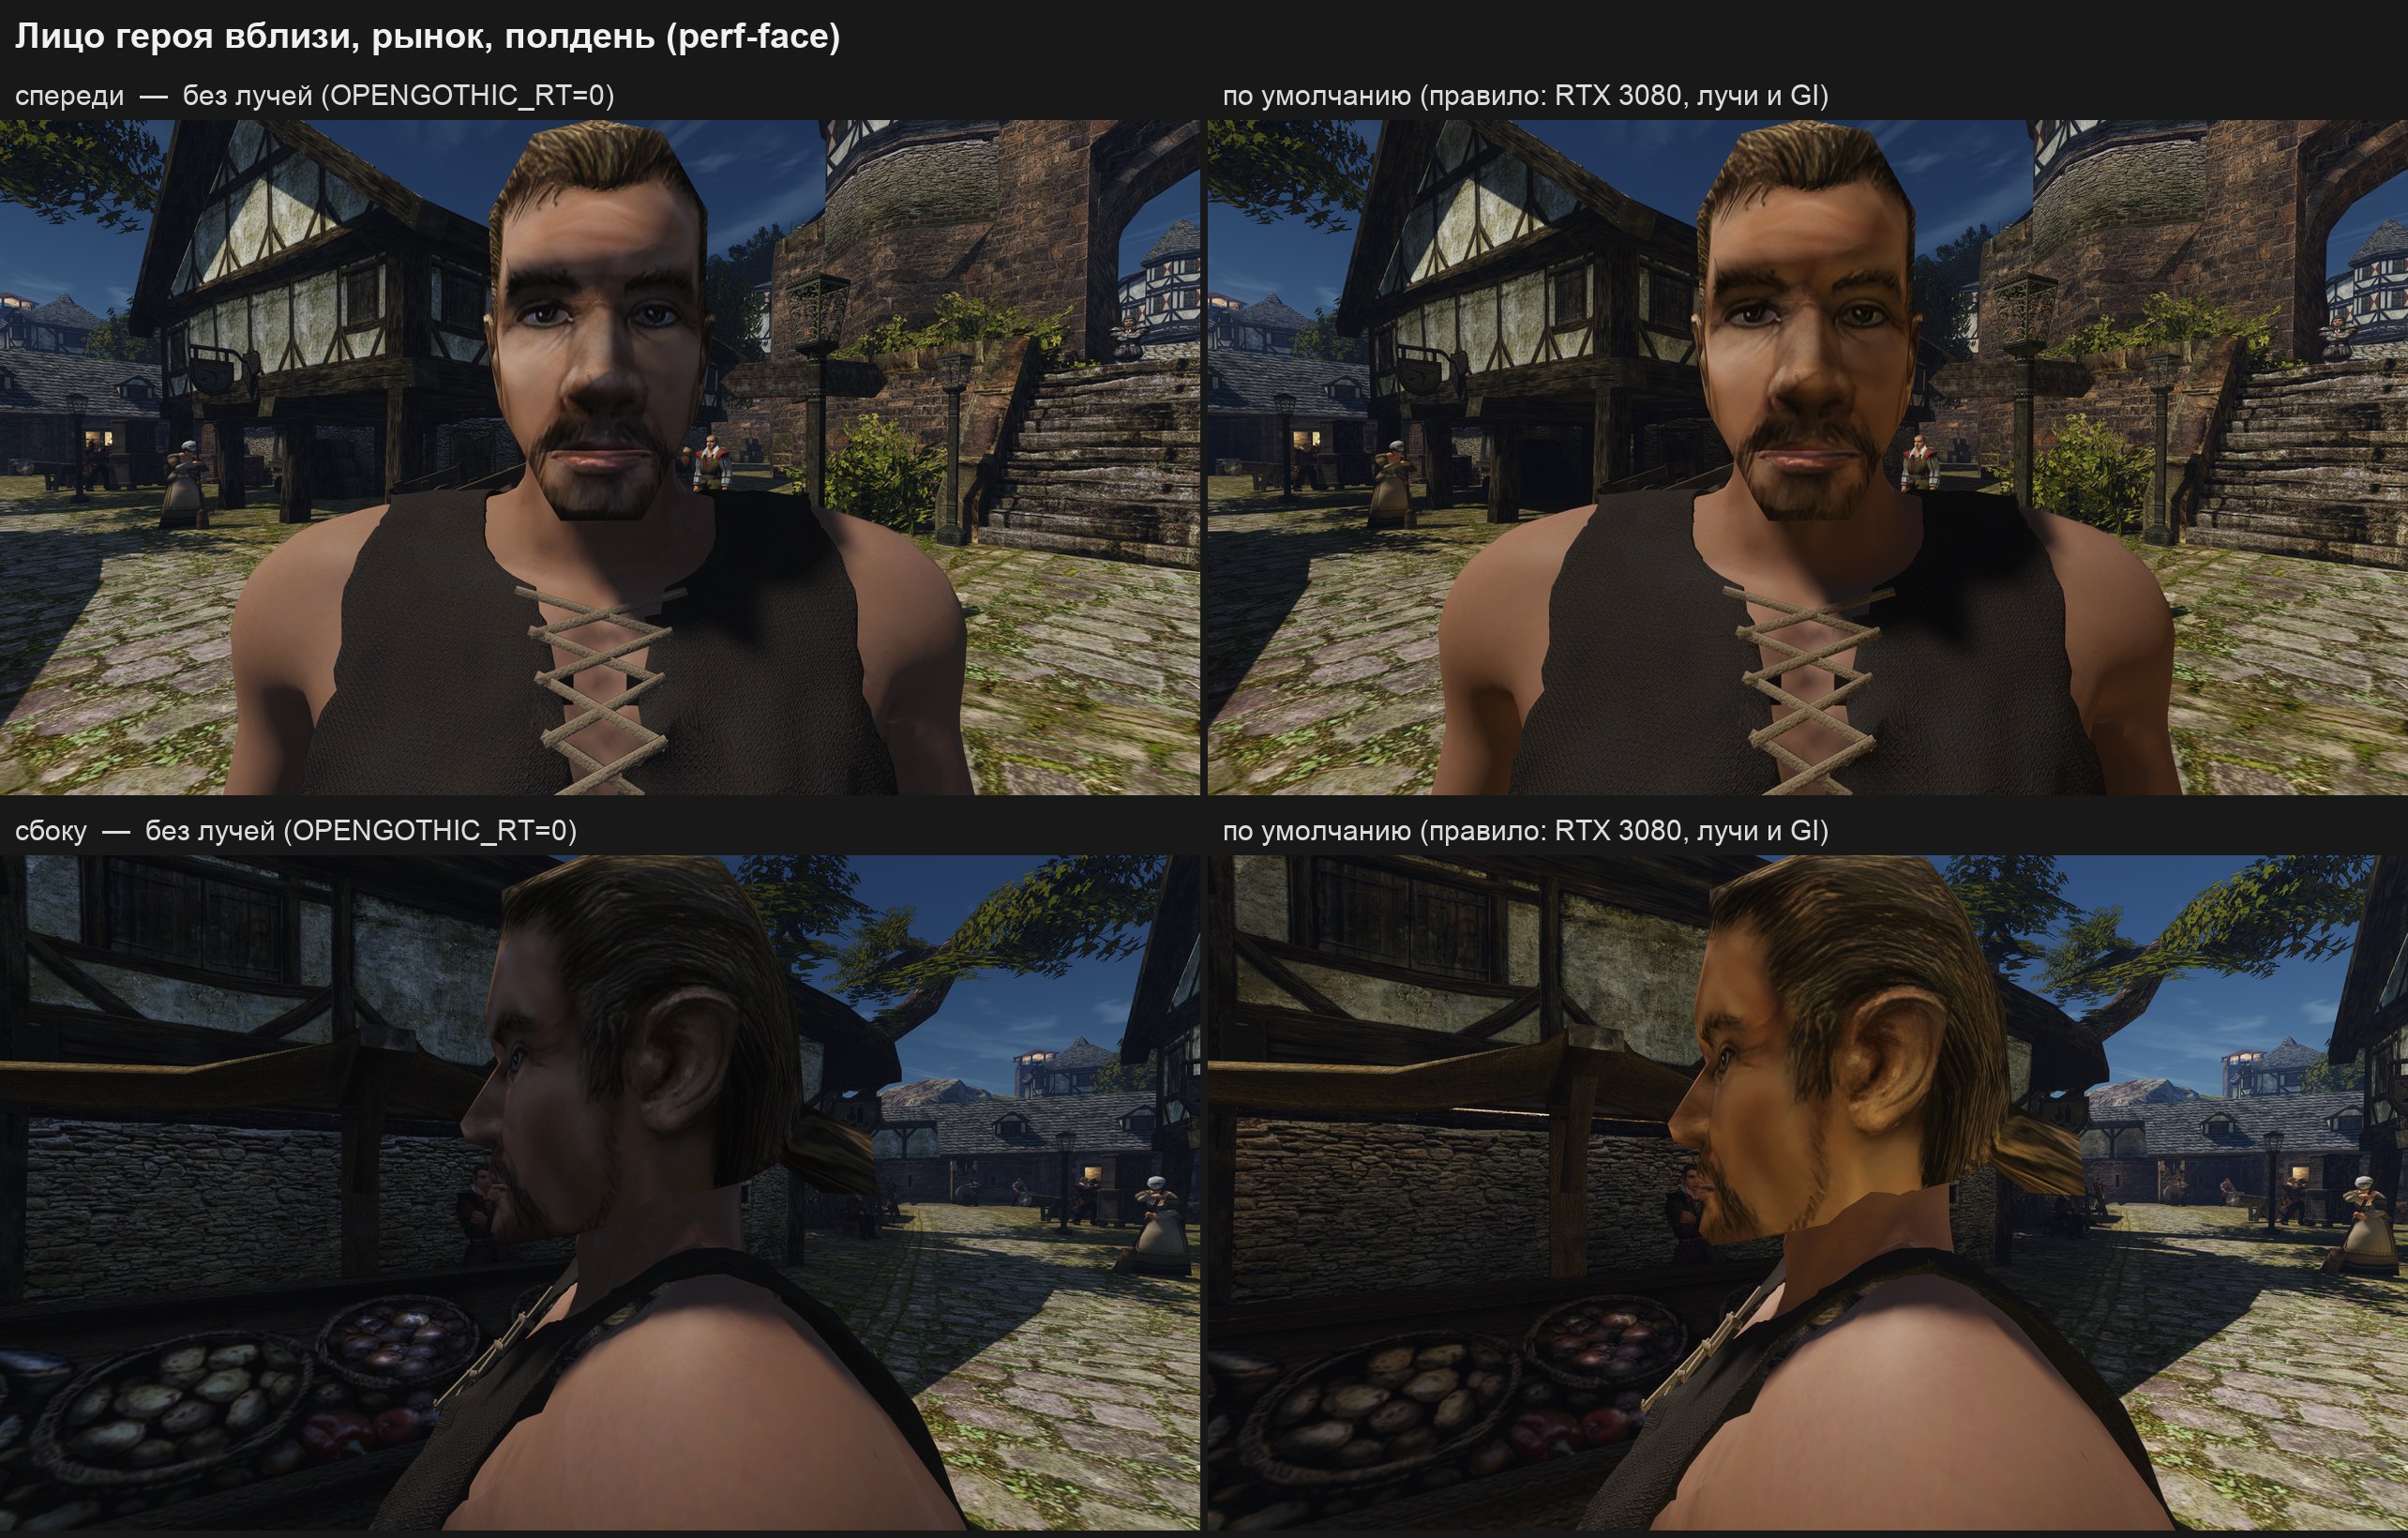 Лицо героя вблизи, рынок, полдень (perf-face)
спереди — без лучей (OPENGOTHIC_RT=0)
по умолчанию (правило: RTX 3080, лучи и GI)
сбоку — без лучей (OPENGOTHIC_RT=0)
по умолчанию (правило: RTX 3080, лучи и GI)